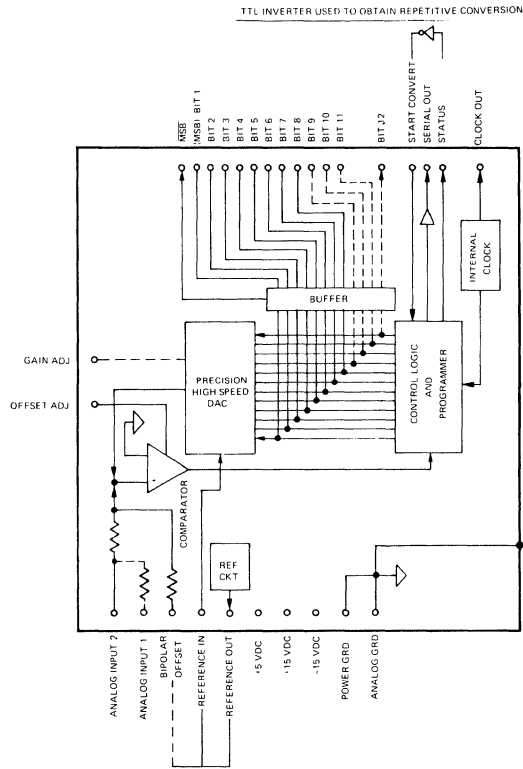 TTL INVERTER USED TO OBTAIN REPETITIVE CONVERSION
MSB
(MSB) BIT 1
BIT 2
BIT 3
BIT 4
BIT 5
BIT 6
BIT 7
BIT 8
BIT 9
BIT 10
BIT 11
BIT 12
START CONVERT
SERIAL OUT
STATUS
CLOCK OUT
INTERNAL
CLOCK
BUFFER
GAIN ADJ
OFFSET ADJ
PRECISION
HIGH SPEED
DAC
CONTROL LOGIC
AND
PROGRAMMER
COMPARATOR
REF
CKT
ANALOG INPUT 2
ANALOG INPUT 1
BIPOLAR
OFFSET
REFERENCE IN
REFERENCE OUT
+5 VDC
+15 VDC
-15 VDC
POWER GRD
ANALOG GRD